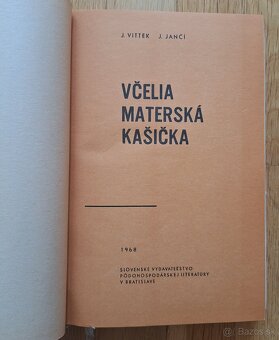 J. VITTEK J. JANČI
VČELIA
MATERSKÁ
KAŠIČKA
1968
SLOVENSKÉ VYDAVATEĽSTVO
PÔDOHOSPODÁRSKEJ LITERATÚRY
V BRATISLAVE